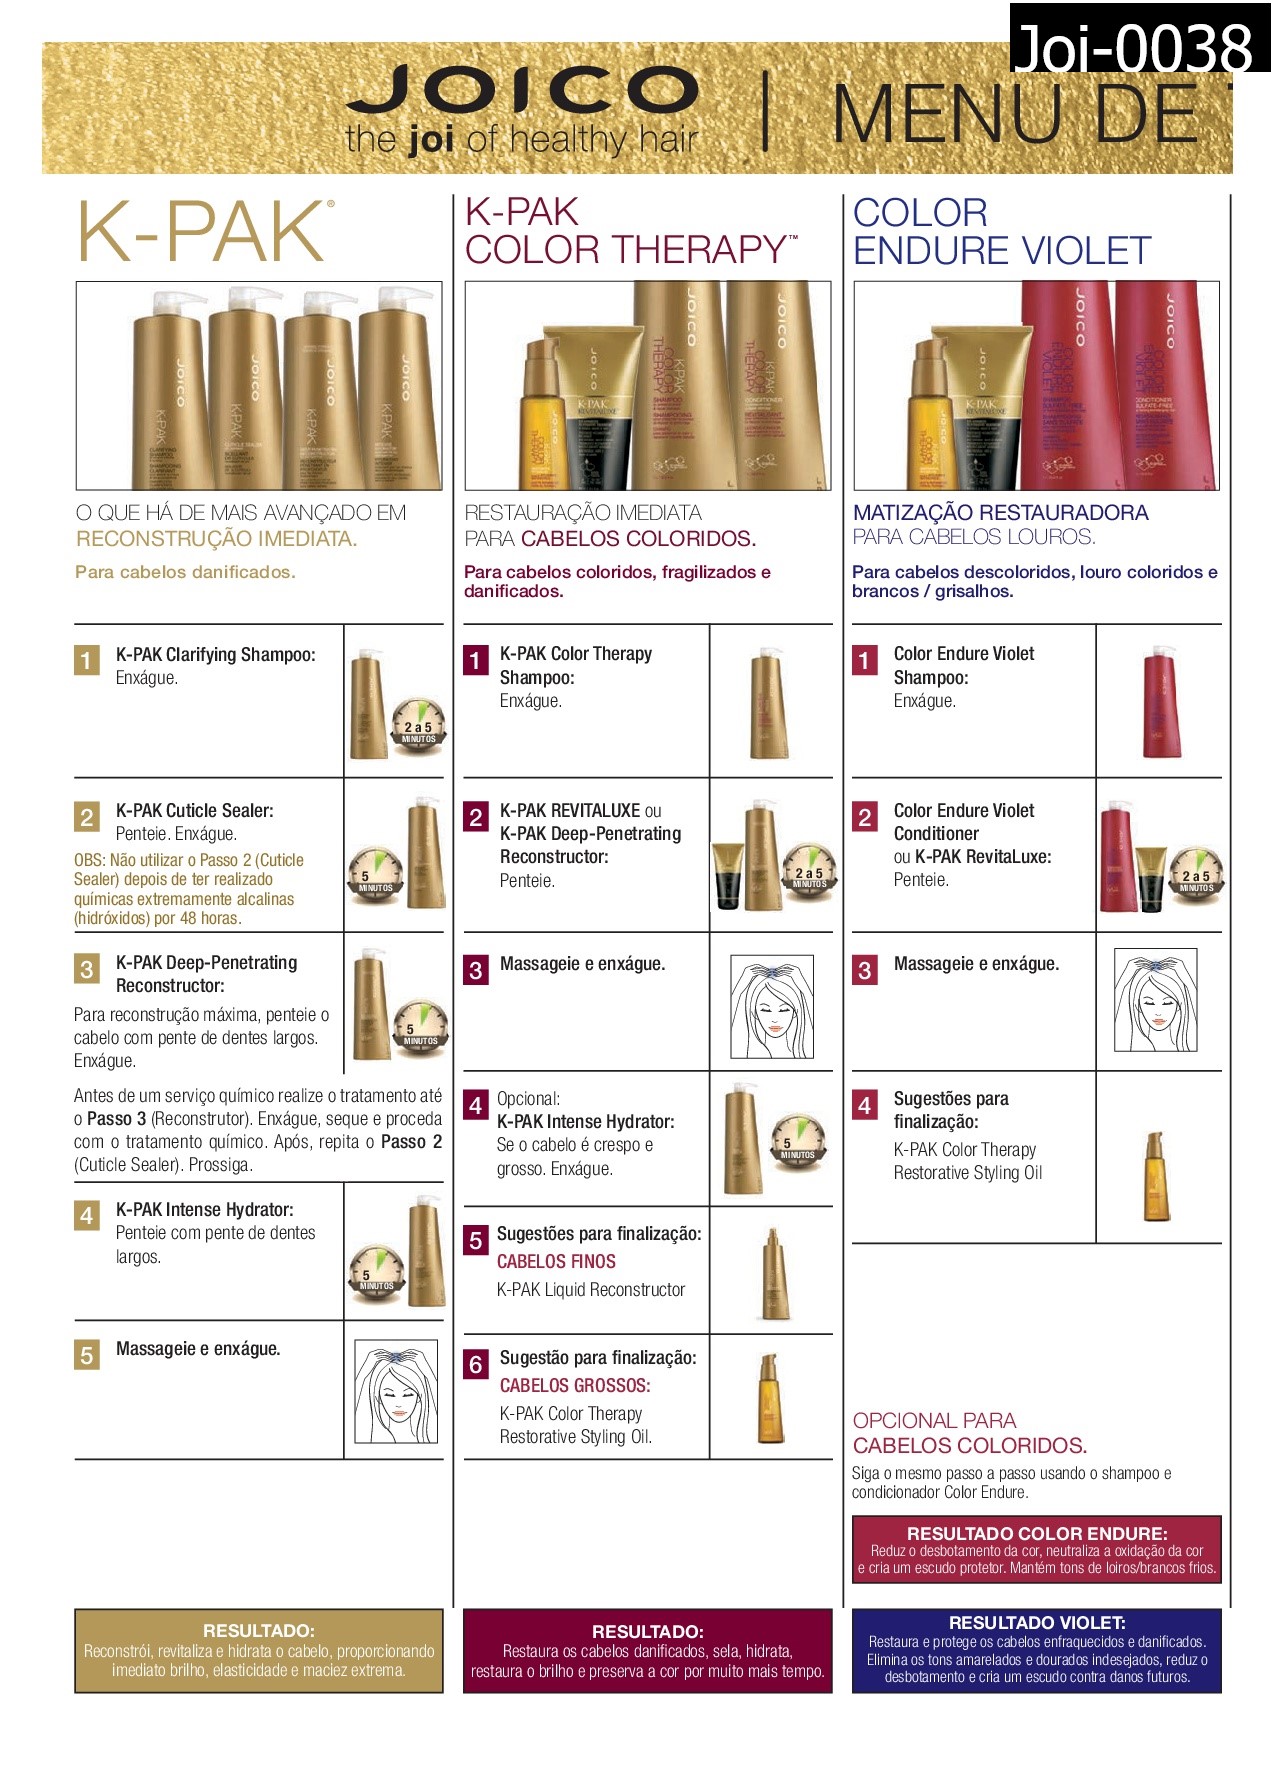 Joi-0038
JOICO
the joi of healthy hair
MENU DE
K-PAK®
O QUE HÁ DE MAIS AVANÇADO EM
RECONSTRUÇÃO IMEDIATA.
Para cabelos danificados.
1 K-PAK Clarifying Shampoo:
Enxágue.
2 a 5
MINUTOS
2 K-PAK Cuticle Sealer:
Penteie. Enxágue.
OBS: Não utilizar o Passo 2 (Cuticle
Sealer) depois de ter realizado
químicas extremamente alcalinas
(hidróxidos) por 48 horas.
5
MINUTOS
3 K-PAK Deep-Penetrating
Reconstructor:
Para reconstrução máxima, penteie o
cabelo com pente de dentes largos.
Enxágue.
5
MINUTOS
Antes de um serviço químico realize o tratamento até
o Passo 3 (Reconstrutor). Enxágue, seque e proceda
com o tratamento químico. Após, repita o Passo 2
(Cuticle Sealer). Prossiga.
4 K-PAK Intense Hydrator:
Penteie com pente de dentes
largos.
5
MINUTOS
5 Massageie e enxágue.
RESULTADO:
Reconstrói, revitaliza e hidrata o cabelo, proporcionando
imediato brilho, elasticidade e maciez extrema.
K-PAK
COLOR THERAPY™
RESTAURAÇÃO IMEDIATA
PARA CABELOS COLORIDOS.
Para cabelos coloridos, fragilizados e
danificados.
1 K-PAK Color Therapy
Shampoo:
Enxágue.
2 K-PAK REVITALUXE ou
K-PAK Deep-Penetrating
Reconstructor:
Penteie.
2 a 5
MINUTOS
3 Massageie e enxágue.
4 Opcional:
K-PAK Intense Hydrator:
Se o cabelo é crespo e
grosso. Enxágue.
5
MINUTOS
5 Sugestões para finalização:
CABELOS FINOS
K-PAK Liquid Reconstructor
6 Sugestão para finalização:
CABELOS GROSSOS:
K-PAK Color Therapy
Restorative Styling Oil.
RESULTADO:
Restaura os cabelos danificados, sela, hidrata,
restaura o brilho e preserva a cor por muito mais tempo.
COLOR
ENDURE VIOLET
MATIZAÇÃO RESTAURADORA
PARA CABELOS LOUROS.
Para cabelos descoloridos, louro coloridos e
brancos / grisalhos.
1 Color Endure Violet
Shampoo:
Enxágue.
2 Color Endure Violet
Conditioner
ou K-PAK RevitaLuxe:
Penteie.
2 a 5
MINUTOS
3 Massageie e enxágue.
4 Sugestões para
finalização:
K-PAK Color Therapy
Restorative Styling Oil
OPCIONAL PARA
CABELOS COLORIDOS.
Siga o mesmo passo a passo usando o shampoo e
condicionador Color Endure.
RESULTADO COLOR ENDURE:
Reduz o desbotamento da cor, neutraliza a oxidação da cor
e cria um escudo protetor. Mantém tons de loiros/brancos frios.
RESULTADO VIOLET:
Restaura e protege os cabelos enfraquecidos e danificados.
Elimina os tons amarelados e dourados indesejados, reduz o
desbotamento e cria um escudo contra danos futuros.